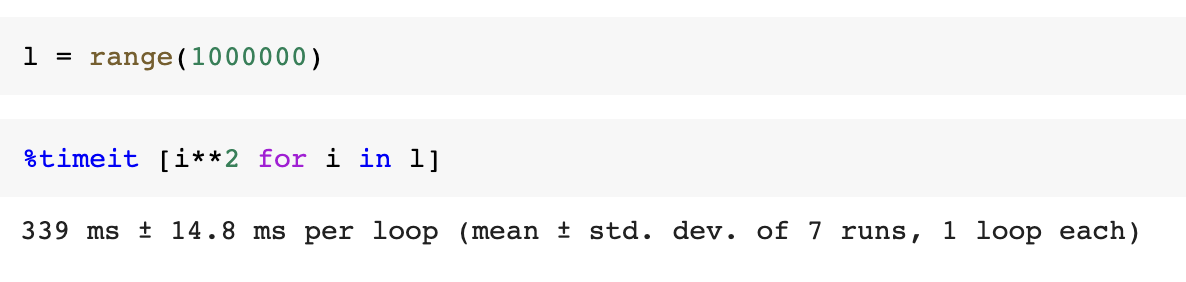 l = range(1000000)
%timeit [i**2 for i in l]
339 ms ± 14.8 ms per loop (mean ± std. dev. of 7 runs, 1 loop each)